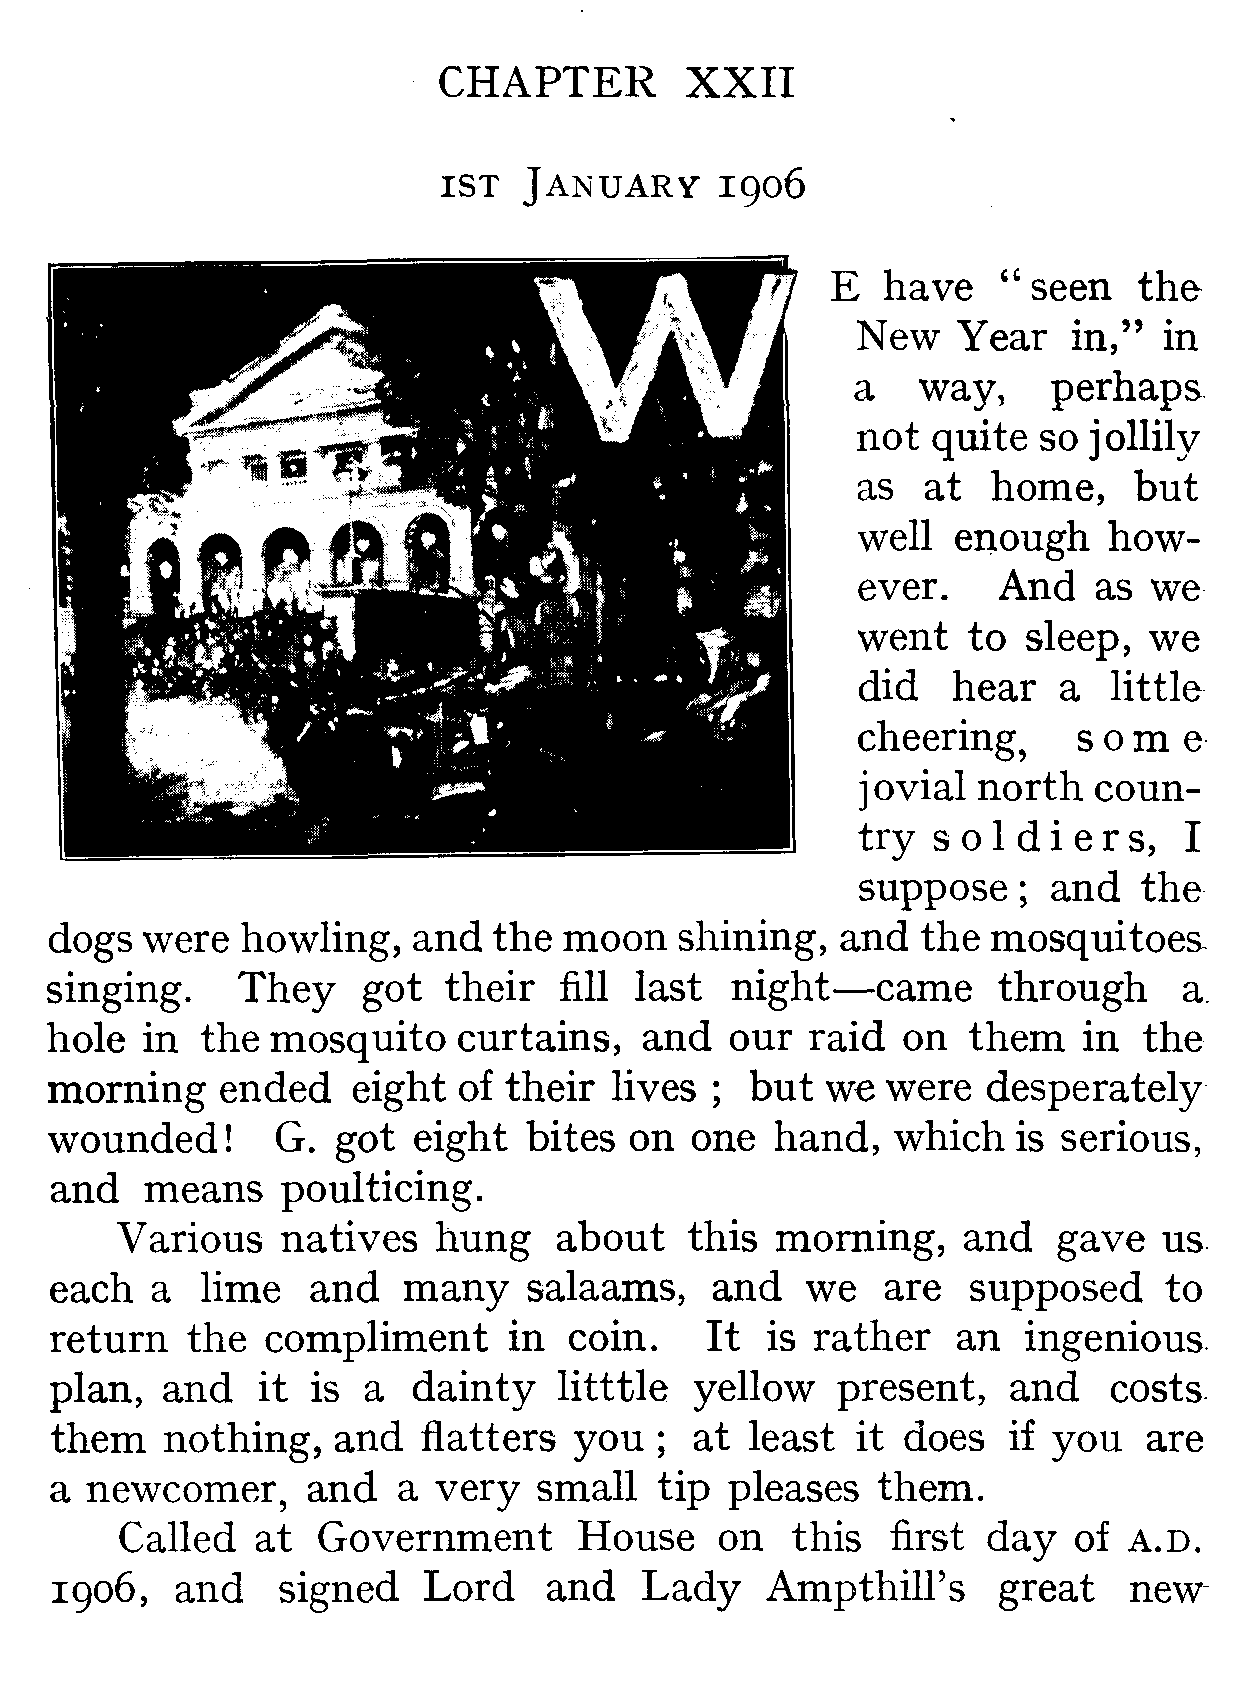 CHAPTER XXII
1ST JANUARY 1906
WE have “seen the
New Year in,” in
a way, perhaps
not quite so jollily
as at home, but
well enough how-
ever. And as we
went to sleep, we
did hear a little
cheering, some
jovial north coun-
try soldiers, I
suppose; and the
dogs were howling, and the moon shining, and the mosquitoes
singing. They got their fill last night—came through a
hole in the mosquito curtains, and our raid on them in the
morning ended eight of their lives; but we were desperately
wounded! G. got eight bites on one hand, which is serious,
and means poulticing.
Various natives hung about this morning, and gave us
each a lime and many salaams, and we are supposed to
return the compliment in coin. It is rather an ingenious
plan, and it is a dainty litttle yellow present, and costs
them nothing, and flatters you; at least it does if you are
a newcomer, and a very small tip pleases them.
Called at Government House on this first day of A.D.
1906, and signed Lord and Lady Ampthill’s great new